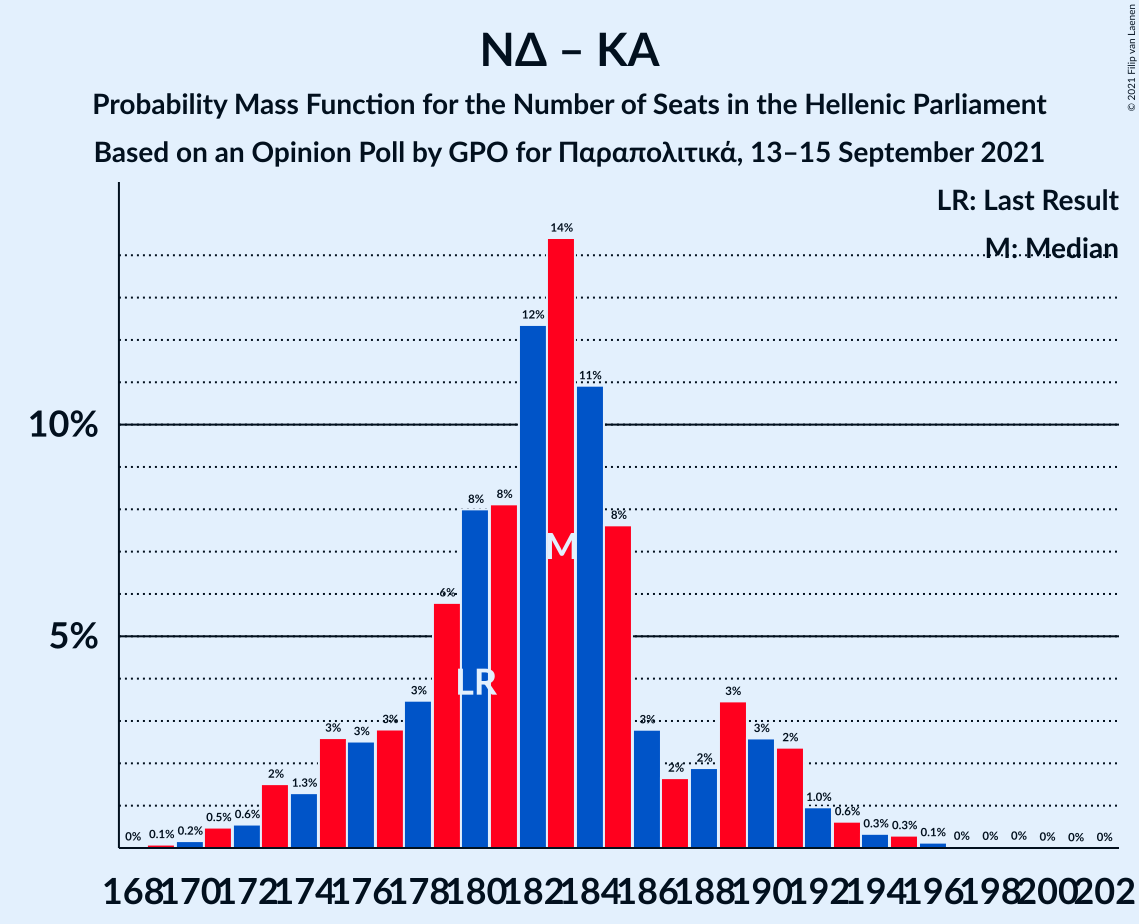 ΝΔ – ΚΑ
Probability Mass Function for the Number of Seats in the Hellenic Parliament
Based on an Opinion Poll by GPO for Παραπολιτικά, 13–15 September 2021
© 2021 Filip van Laenen
LR: Last Result
M: Median
10%
5%
0% 0.1% 0.2% 0.5% 0.6% 2% 1.3% 3% 3% 3% 3% 6% 8% 8% 12% 14% 11% 8% 3% 2% 2% 3% 3% 2% 1.0% 0.6% 0.3% 0.3% 0.1% 0% 0% 0% 0% 0% 0%
M
LR
168 170 172 174 176 178 180 182 184 186 188 190 192 194 196 198 200 202